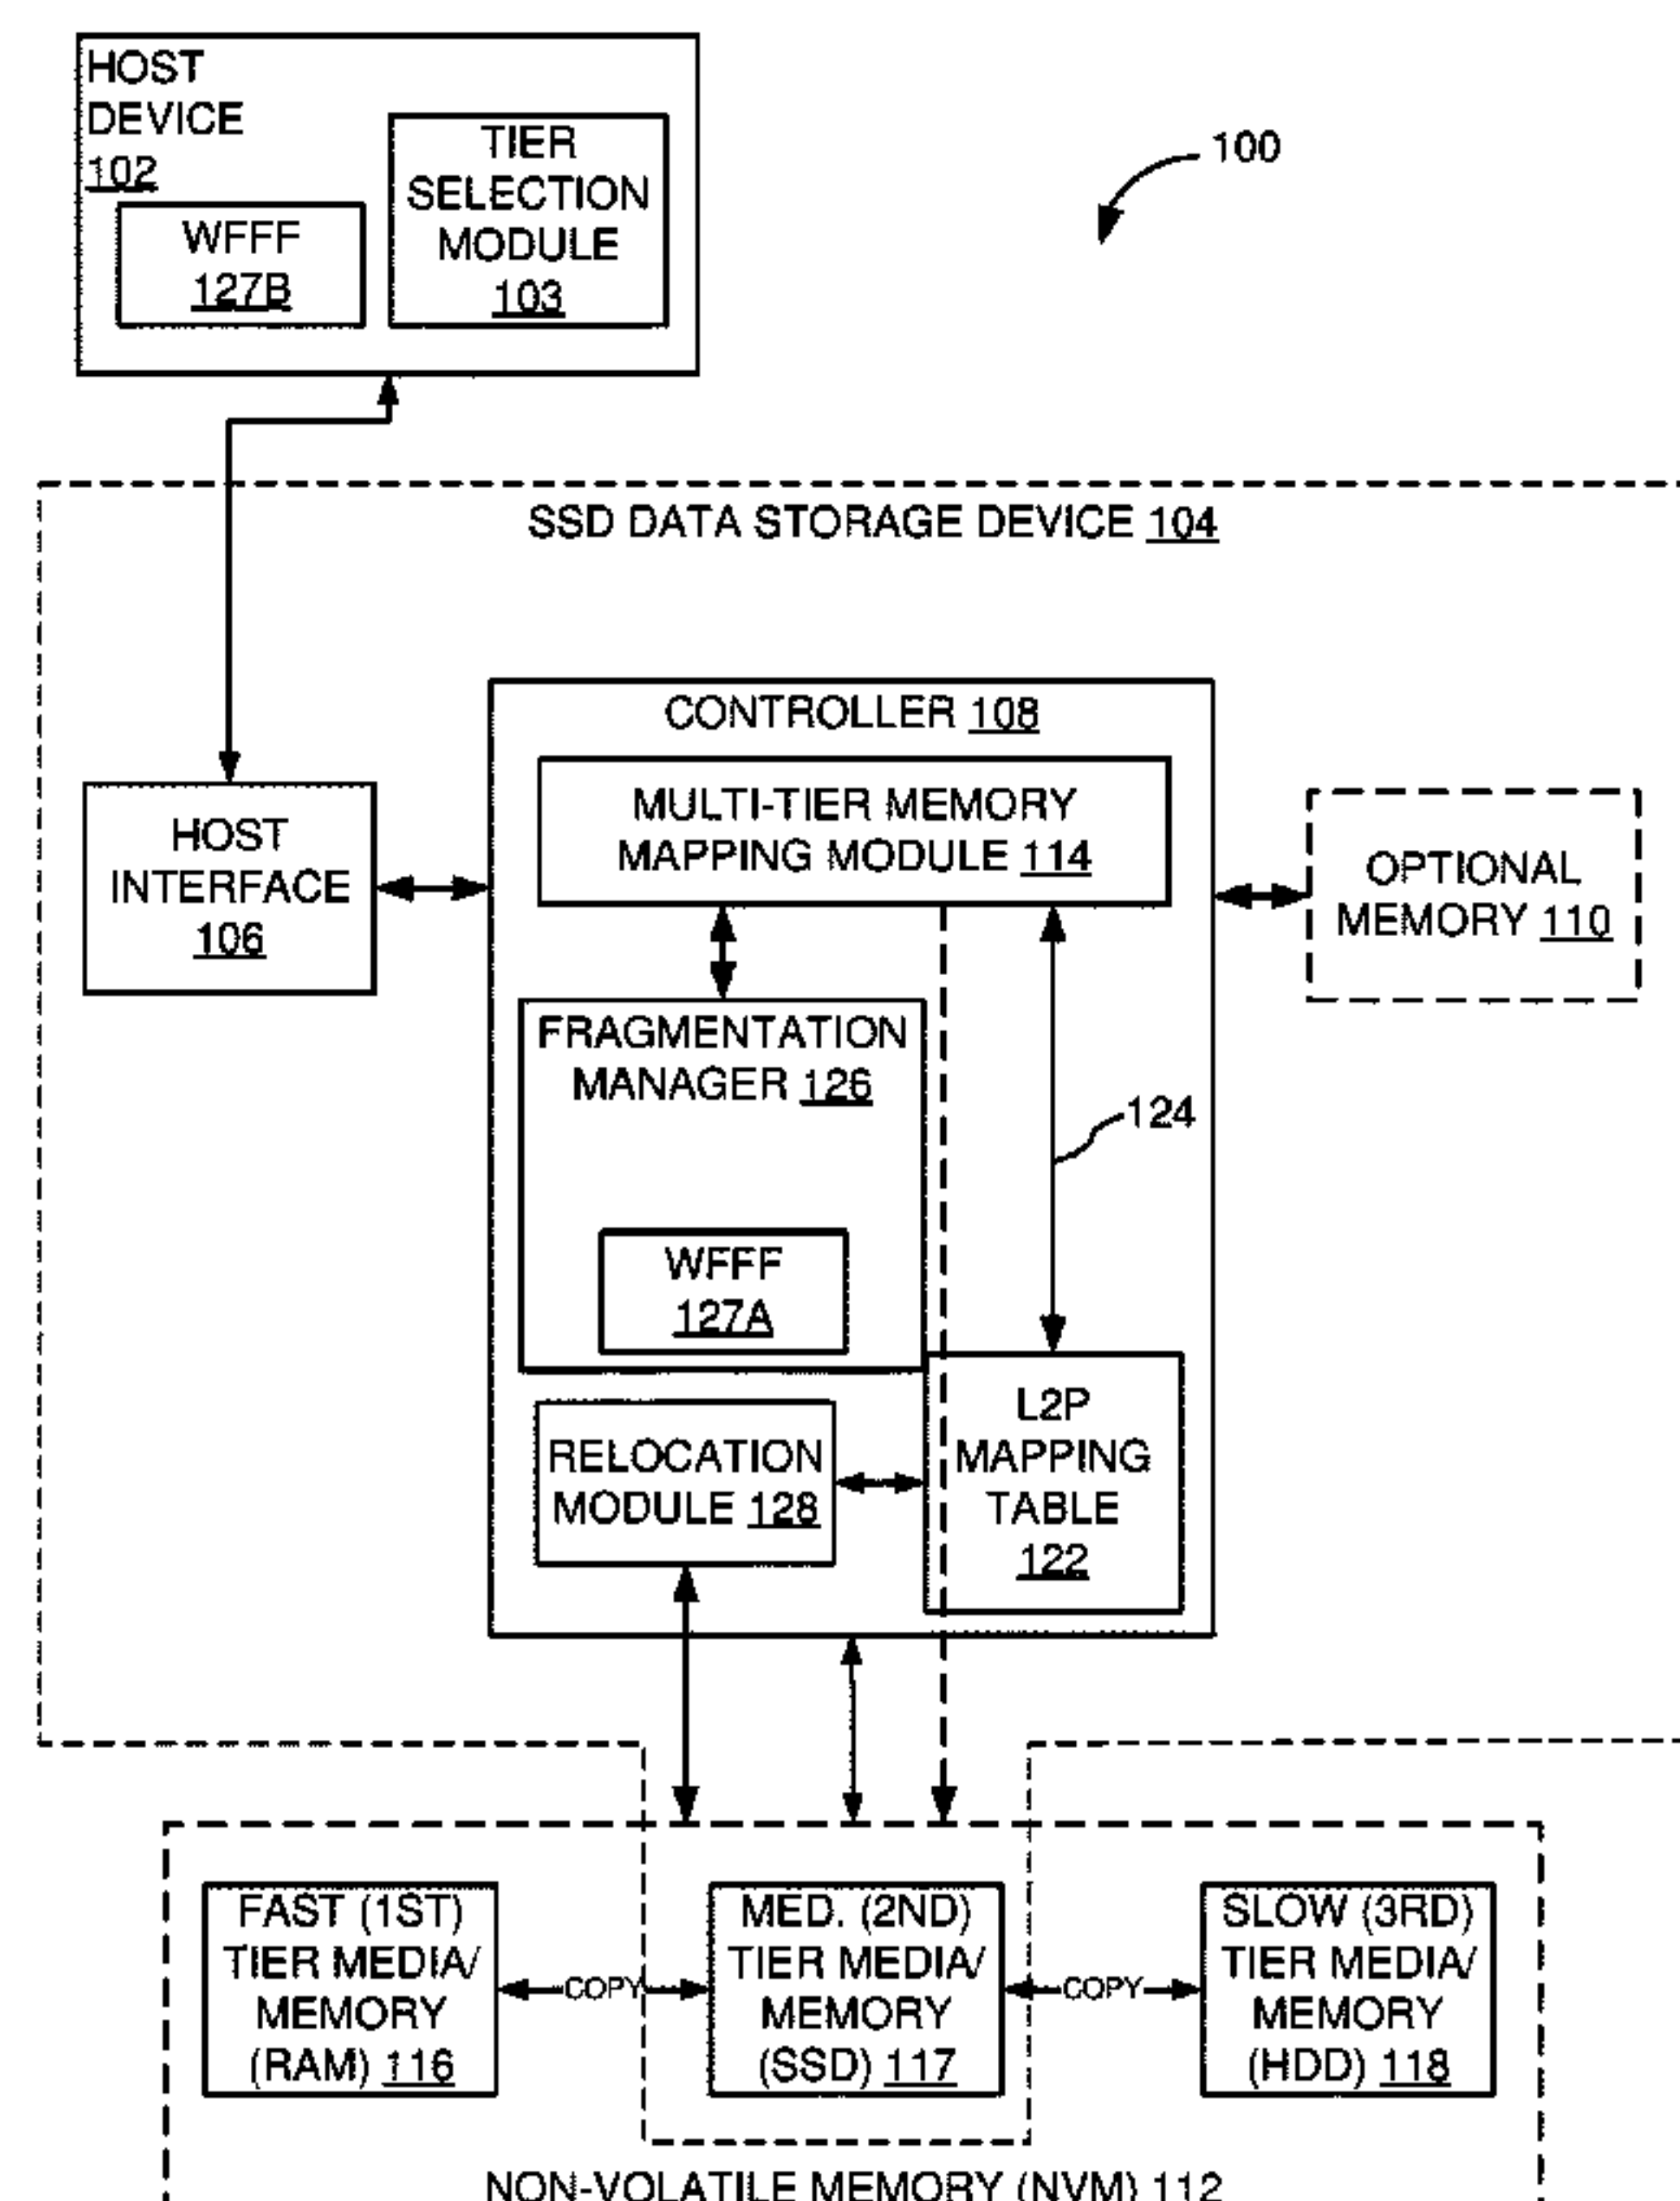 HOST
DEVICE
102
WFFF
127B
TIER
SELECTION
MODULE
103
100
SSD DATA STORAGE DEVICE 104
CONTROLLER 108
MULTI-TIER MEMORY
MAPPING MODULE 114
HOST
INTERFACE
106
OPTIONAL
MEMORY 110
FRAGMENTATION
MANAGER 126
124
WFFF
127A
L2P
MAPPING
TABLE
122
RELOCATION
MODULE 128
FAST (1ST)
TIER MEDIA/
MEMORY
(RAM) 116
COPY
MED. (2ND)
TIER MEDIA/
MEMORY
(SSD) 117
COPY
SLOW (3RD)
TIER MEDIA/
MEMORY
(HDD) 118
NON-VOLATILE MEMORY (NVM) 112